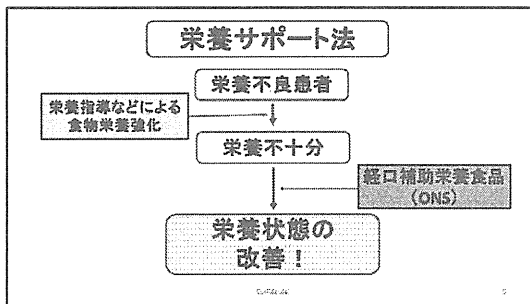 栄養サポート法
栄養不良患者
栄養指導などによる
食物栄養強化
栄養不十分
経口補助栄養食品
（ONS）
栄養状態の
改善！